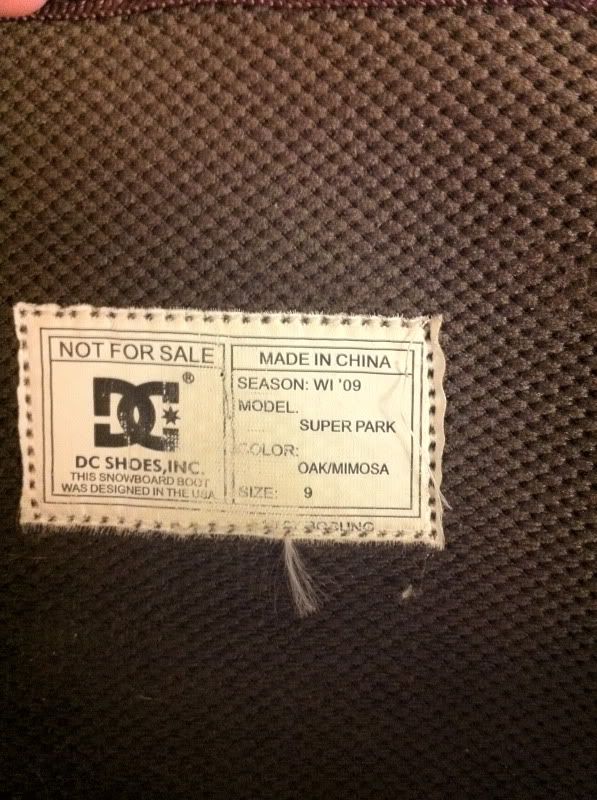 NOT FOR SALE
DC®
DC SHOES,INC.
THIS SNOWBOARD BOOT
WAS DESIGNED IN THE USA
MADE IN CHINA
SEASON: WI '09
MODEL.
SUPER PARK
COLOR:
OAK/MIMOSA
SIZE: 9